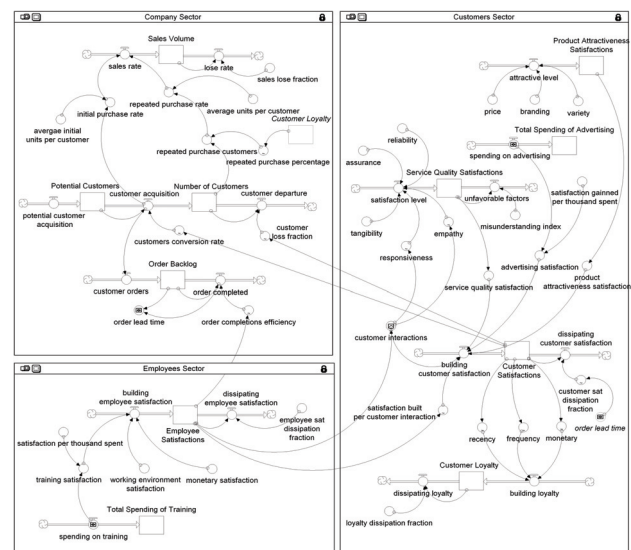 Company Sector
Sales Volume
sales rate
lose rate
sales lose fraction
repeated purchase rate
initial purchase rate
average units per customer
avergae initial
units per customer
Customer Loyalty
repeated purchase customers
repeated purchase percentage
Potential Customers
customer acquisition
Number of Customers
customer departure
potential customer
acquisition
customer
loss fraction
customers conversion rate
Order Backlog
customer orders
order completed
order lead time
order completions efficiency
Employees Sector
building
employee satisfaction
dissipating
employee satisfaction
Employee
Satisfactions
employee sat
dissipation
fraction
satisfaction per thousand spent
training satisfaction
working environment
satisfaction
monetary satisfaction
Total Spending of Training
spending on training
Customers Sector
Product Attractiveness
Satisfactions
attractive level
price
branding
variety
reliability
Total Spending of Advertising
assurance
spending on advertising
Service Quality Satisfactions
satisfaction gainned
per thousand spent
satisfaction level
unfavorable factors
tangibility
empathy
misunderstanding index
responsiveness
advertising satisfaction
product
attractiveness satisfaction
service quality satisfaction
customer interactions
dissipating
customer satisfaction
building
customer satisfaction
Customer
Satisfactions
customer sat
dissipation
fraction
satisfaction built
per customer interaction
order lead time
recency
frequency
monetary
Customer Loyalty
dissipating loyalty
building loyalty
loyalty dissipation fraction